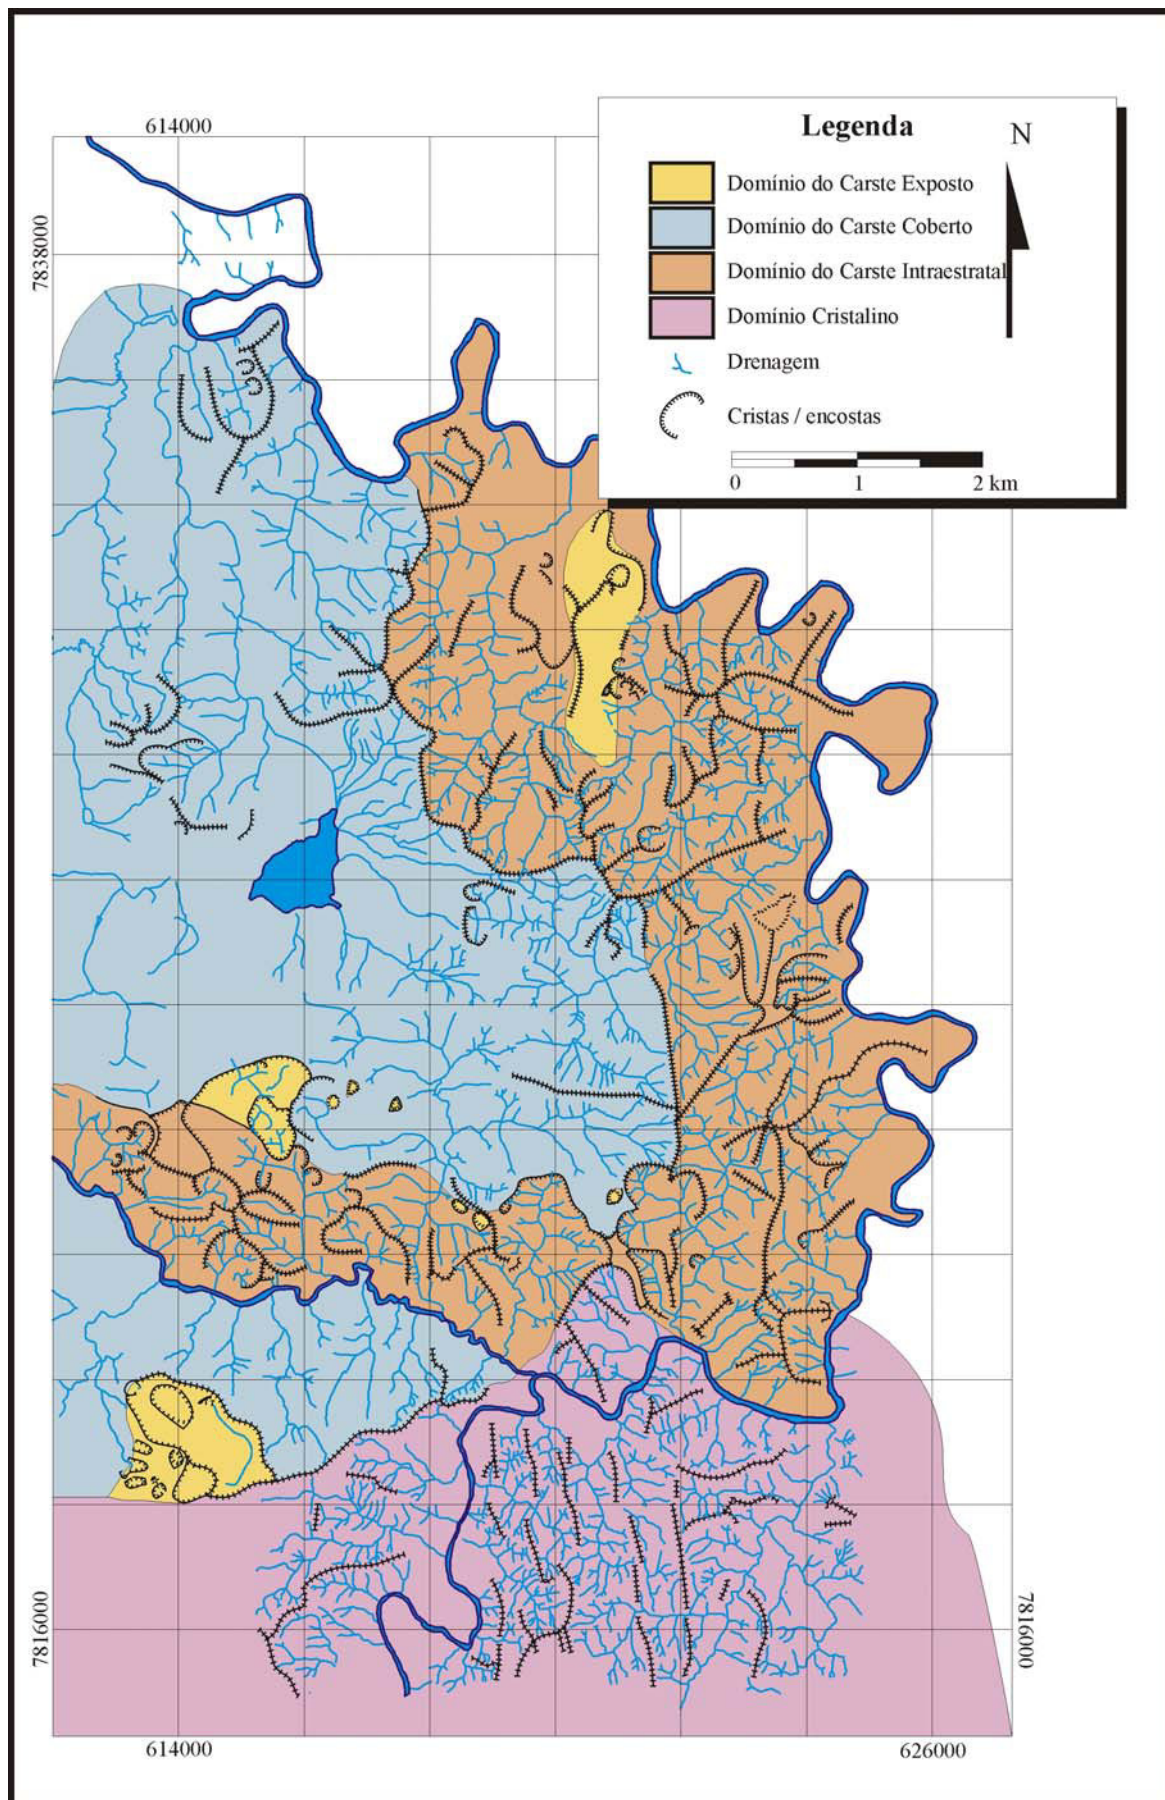 614000
7838000
Legenda
N
Domínio do Carste Exposto
Domínio do Carste Coberto
Domínio do Carste Intraestratal
Domínio Cristalino
Drenagem
Cristas / encostas
0 1 2 km
7816000
7816000
614000
626000